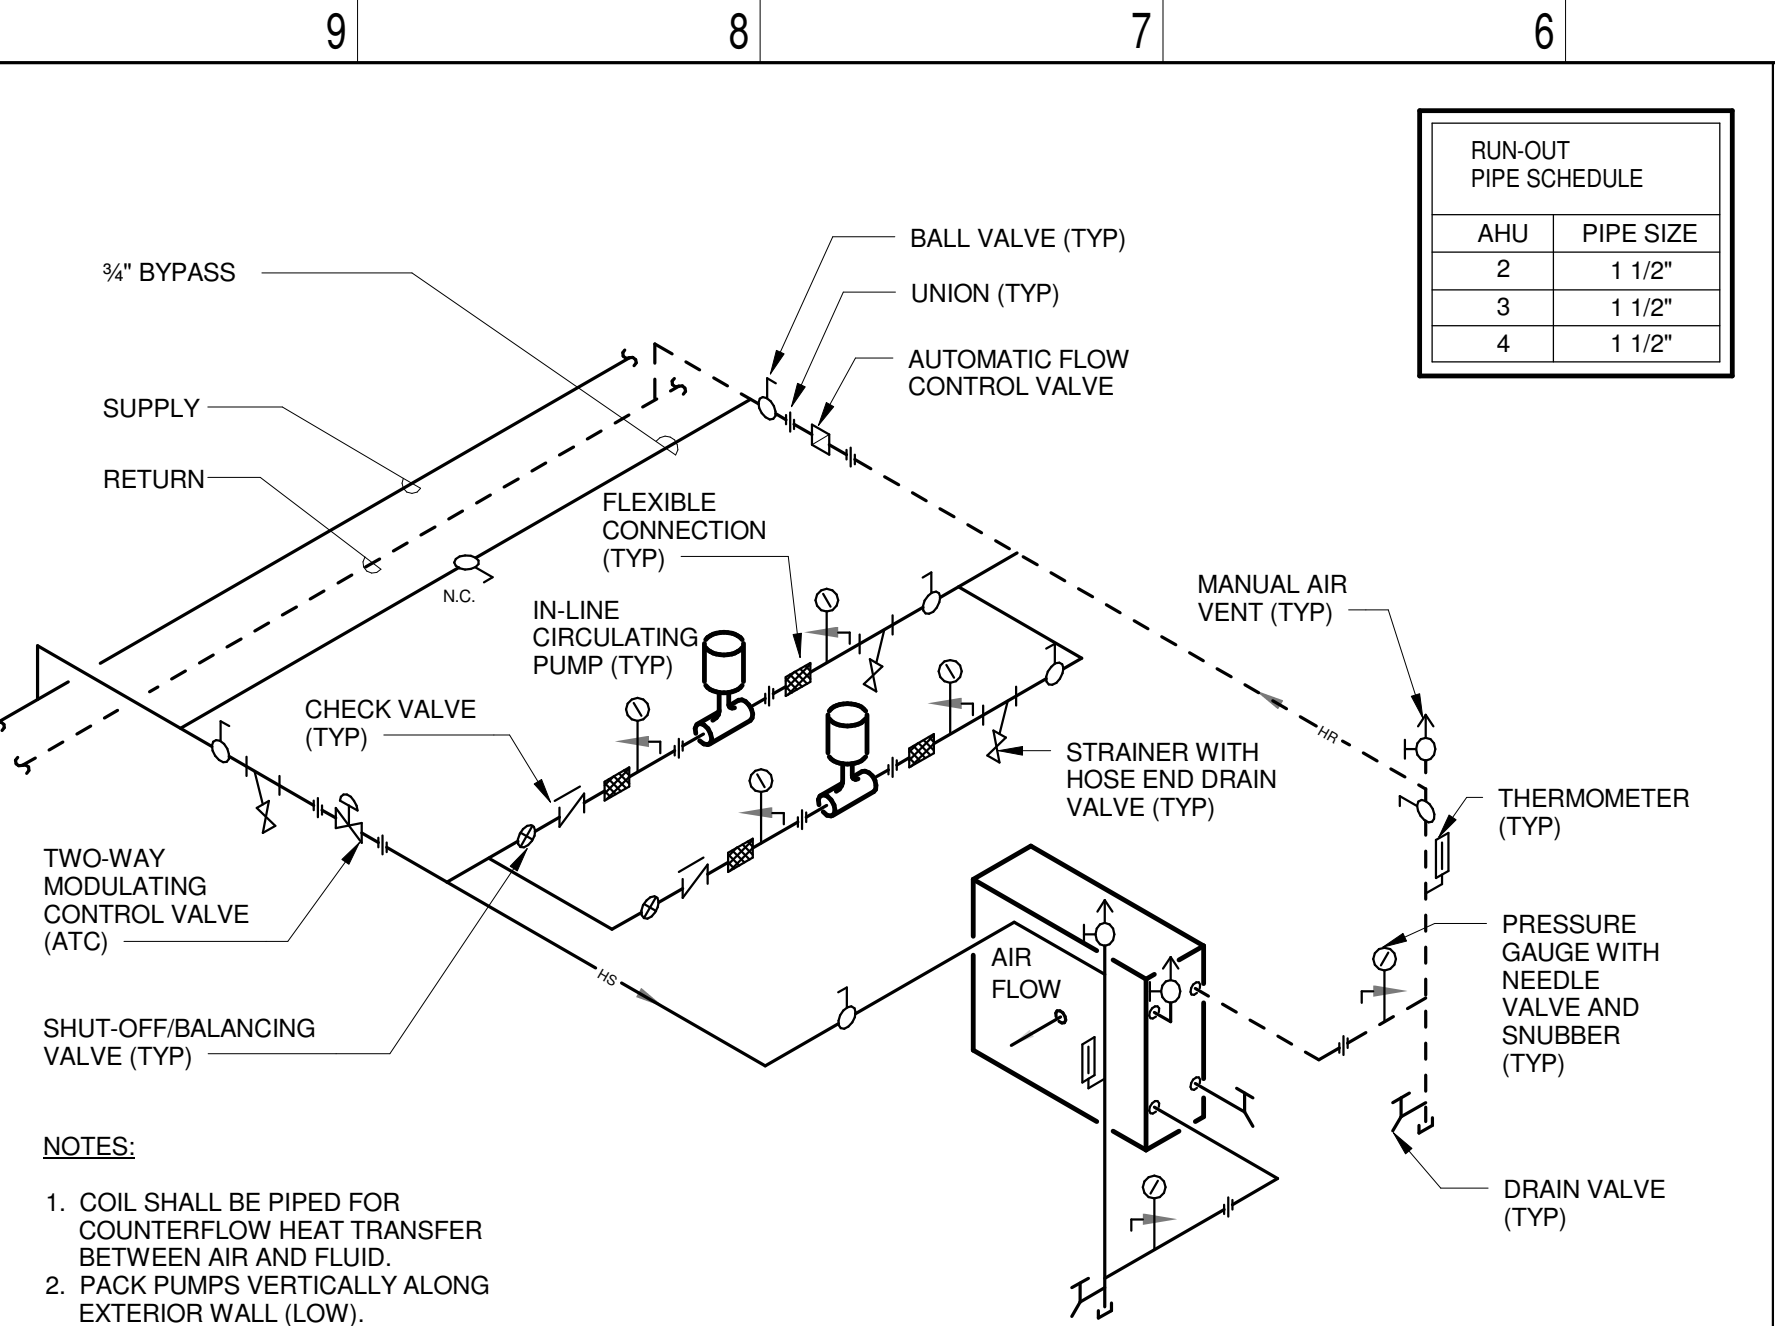 9 8 7 6
RUN-OUT
PIPE SCHEDULE
AHU PIPE SIZE
2 1 1/2"
3 1 1/2"
4 1 1/2"
BALL VALVE (TYP)
¾" BYPASS
UNION (TYP)
AUTOMATIC FLOW
CONTROL VALVE
SUPPLY
RETURN
FLEXIBLE
CONNECTION
(TYP)
N.C.
IN-LINE
CIRCULATING
PUMP (TYP)
MANUAL AIR
VENT (TYP)
CHECK VALVE
(TYP)
HR
STRAINER WITH
HOSE END DRAIN
VALVE (TYP)
THERMOMETER
(TYP)
TWO-WAY
MODULATING
CONTROL VALVE
(ATC)
HS
AIR
FLOW
PRESSURE
GAUGE WITH
NEEDLE
VALVE AND
SNUBBER
(TYP)
SHUT-OFF/BALANCING
VALVE (TYP)
DRAIN VALVE
(TYP)
NOTES:
1. COIL SHALL BE PIPED FOR
COUNTERFLOW HEAT TRANSFER
BETWEEN AIR AND FLUID.
2. PACK PUMPS VERTICALLY ALONG
EXTERIOR WALL (LOW).